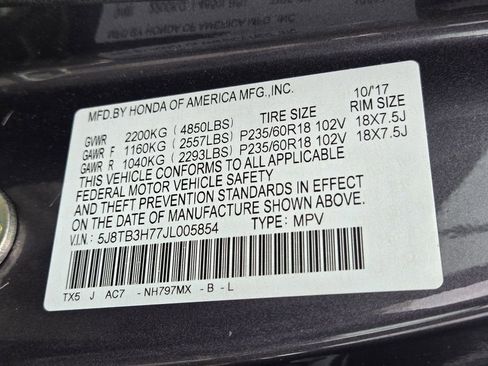 MFD.BY HONDA OF AMERICA MFG.,INC. 10/'17
GVWR 2200KG (4850LBS) TIRE SIZE RIM SIZE
GAWR F 1160KG (2557LBS) P235/60R18 102V 18X7.5J
GAWR R 1040KG (2293LBS) P235/60R18 102V 18X7.5J
THIS VEHICLE CONFORMS TO ALL APPLICABLE
FEDERAL MOTOR VEHICLE SAFETY
AND THEFT PREVENTION STANDARDS IN EFFECT
ON THE DATE OF MANUFACTURE SHOWN ABOVE.
V.I.N.: 5J8TB3H77JL005854 TYPE: MPV
TX5 J AC7 - NH797MX - B - L